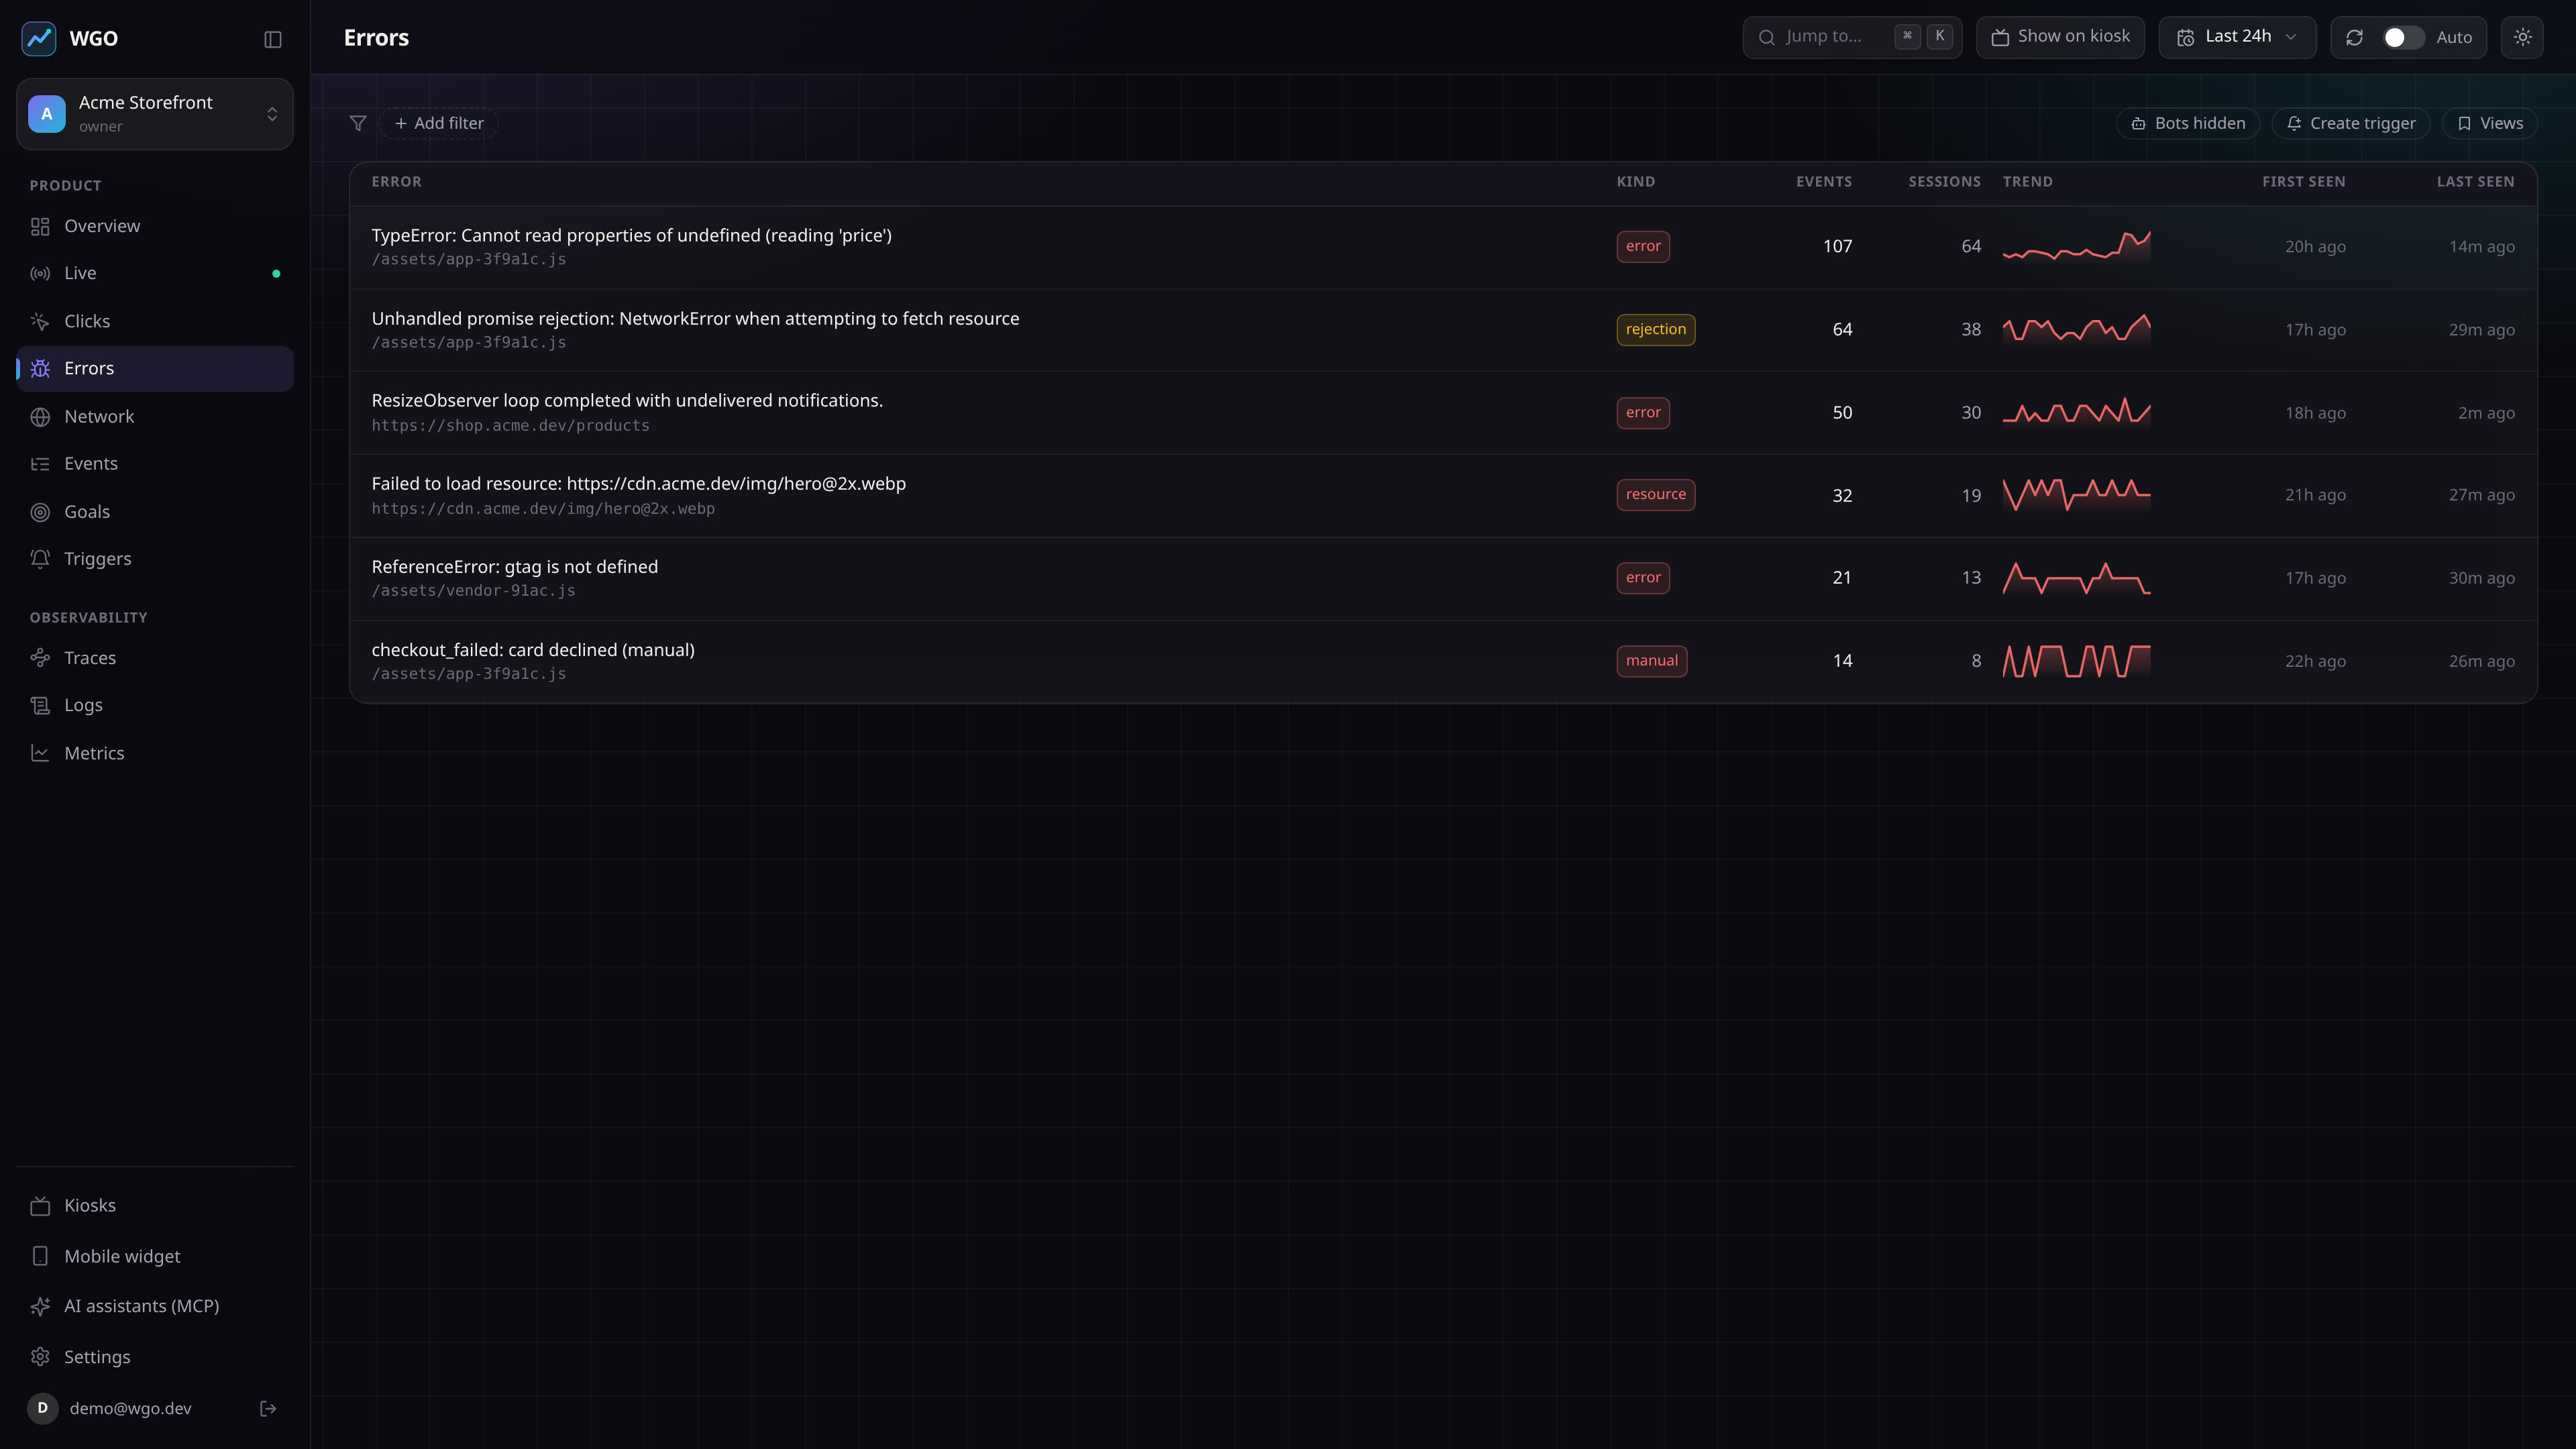 WGO
Acme Storefront
owner
A
PRODUCT
Overview
Live
Clicks
Errors
Network
Events
Goals
Triggers
OBSERVABILITY
Traces
Logs
Metrics
Kiosks
Mobile widget
AI assistants (MCP)
Settings
D demo@wgo.dev
Errors
Jump to... ⌘ K
Show on kiosk
Last 24h
Auto
+ Add filter
Bots hidden
Create trigger
Views
ERROR KIND EVENTS SESSIONS TREND FIRST SEEN LAST SEEN
TypeError: Cannot read properties of undefined (reading 'price')
/assets/app-3f9a1c.js
error 107 64 20h ago 14m ago
Unhandled promise rejection: NetworkError when attempting to fetch resource
/assets/app-3f9a1c.js
rejection 64 38 17h ago 29m ago
ResizeObserver loop completed with undelivered notifications.
https://shop.acme.dev/products
error 50 30 18h ago 2m ago
Failed to load resource: https://cdn.acme.dev/img/hero@2x.webp
https://cdn.acme.dev/img/hero@2x.webp
resource 32 19 21h ago 27m ago
ReferenceError: gtag is not defined
/assets/vendor-91ac.js
error 21 13 17h ago 30m ago
checkout_failed: card declined (manual)
/assets/app-3f9a1c.js
manual 14 8 22h ago 26m ago